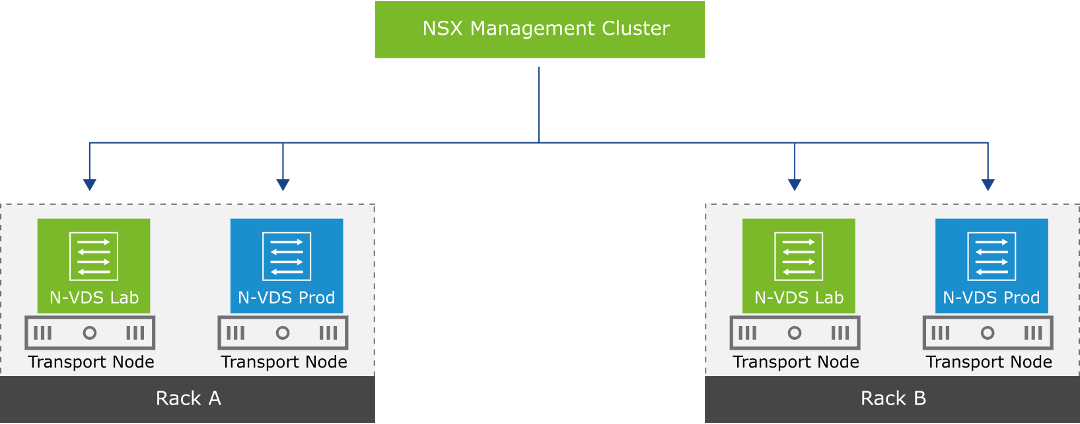 NSX Management Cluster
N-VDS Lab
Transport Node
N-VDS Prod
Transport Node
Rack A
N-VDS Lab
Transport Node
N-VDS Prod
Transport Node
Rack B